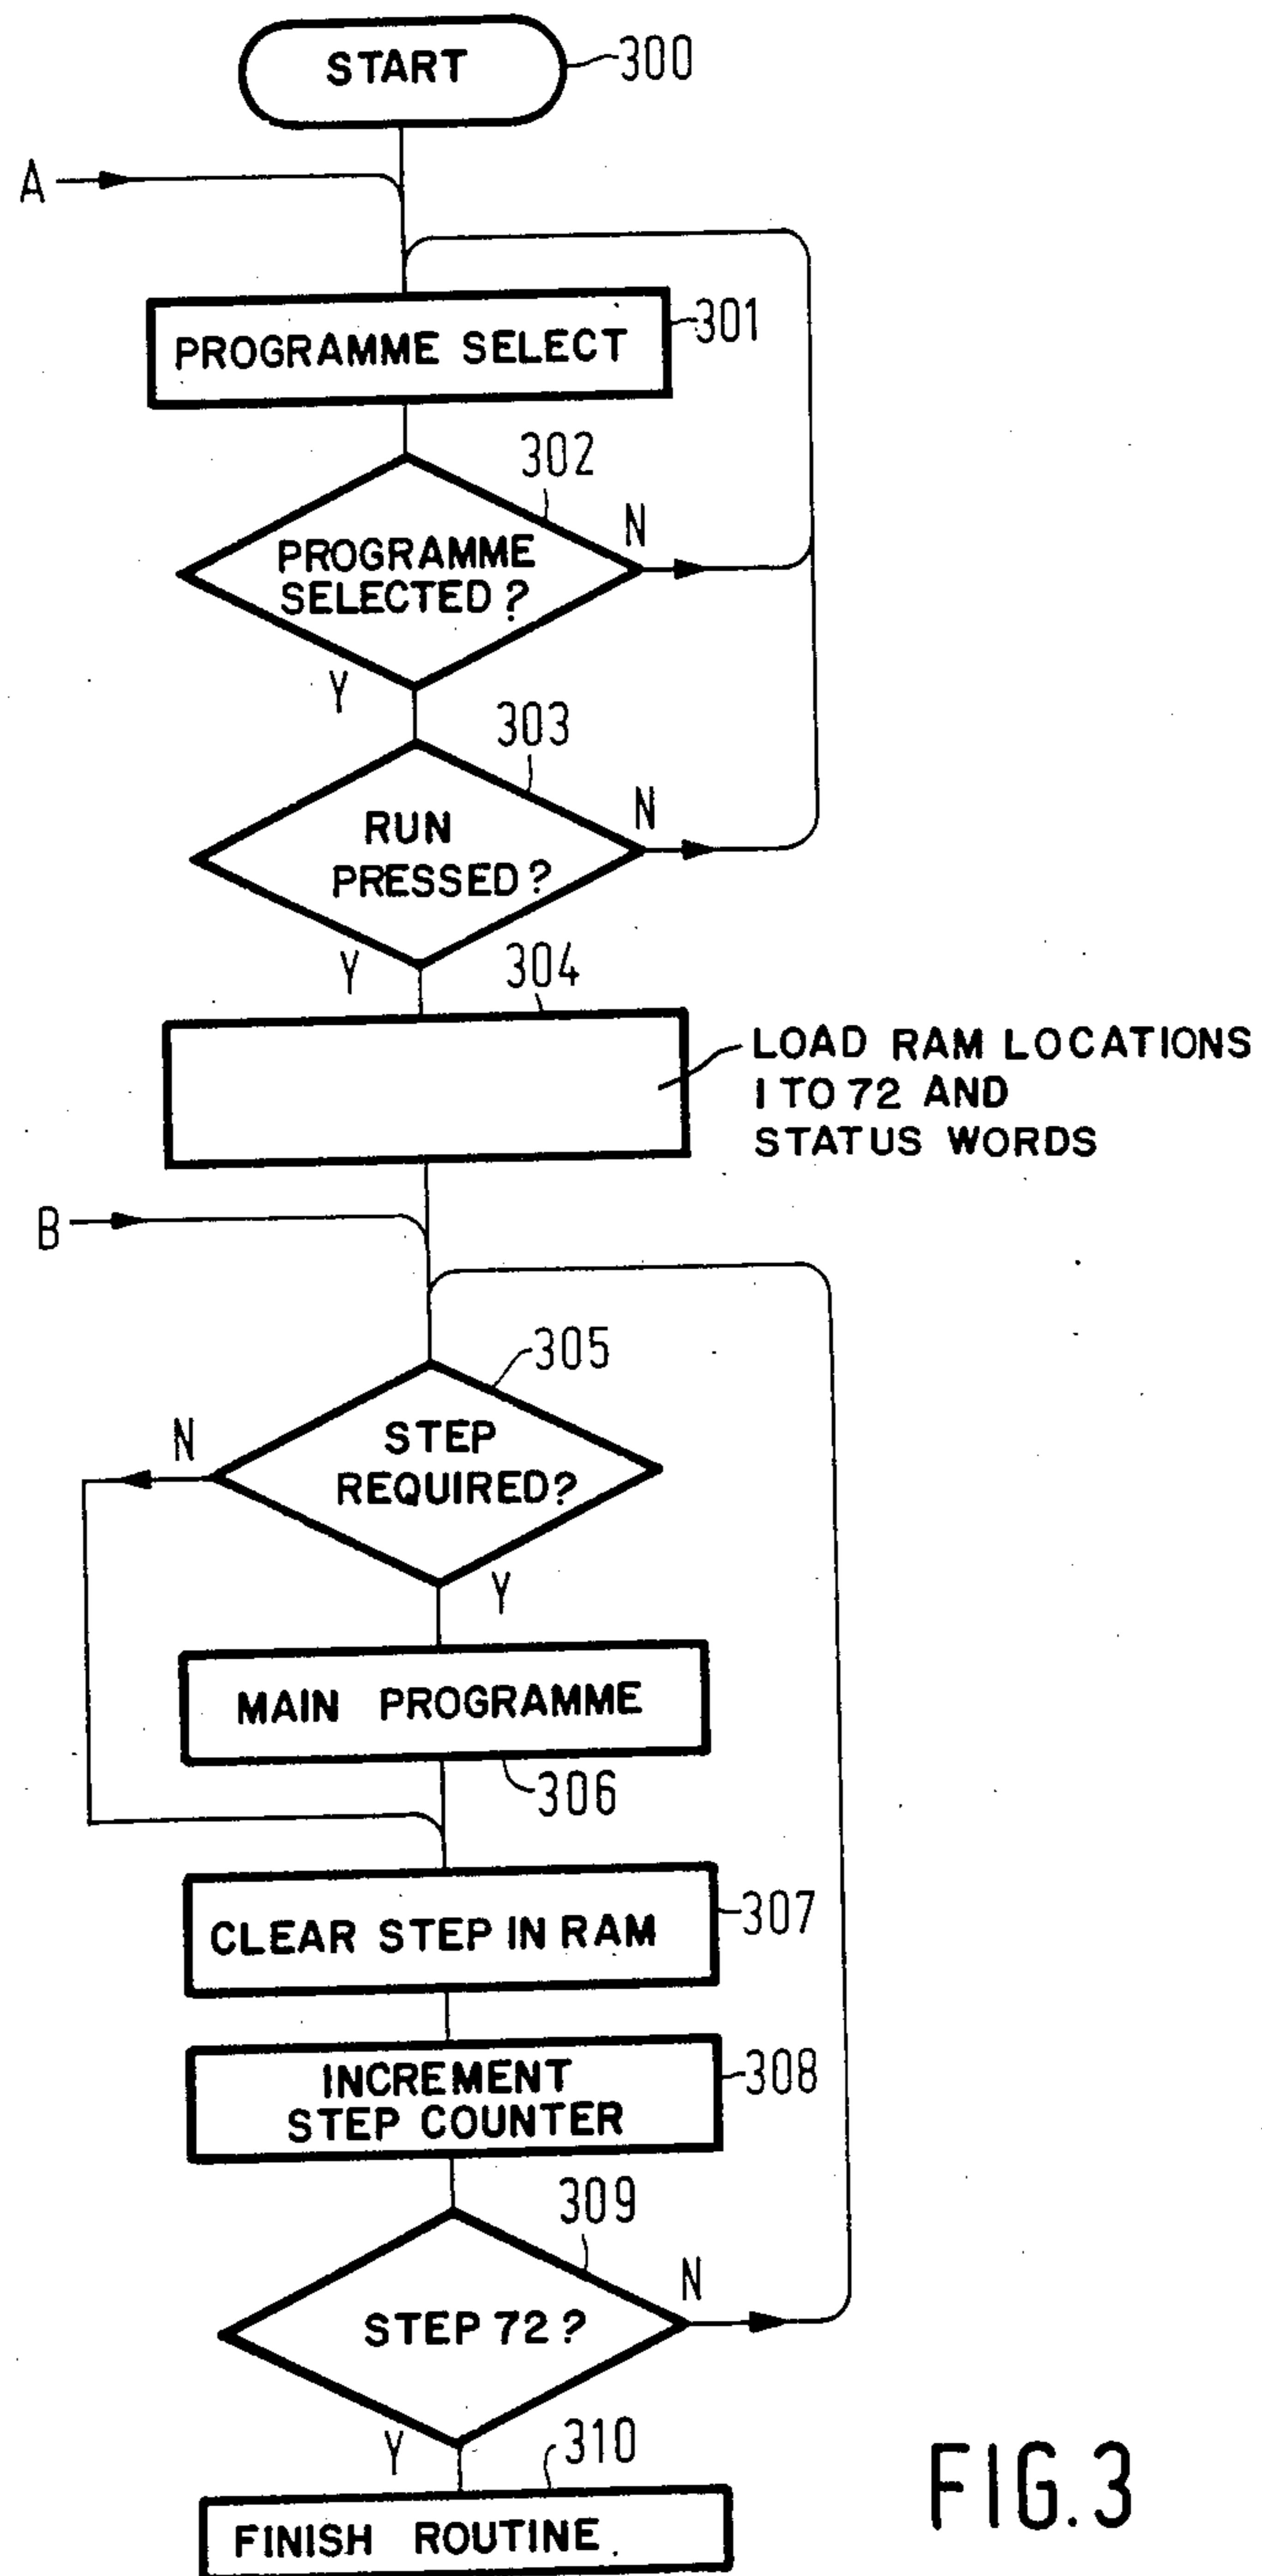 START
300
A
PROGRAMME SELECT
301
302
PROGRAMME
SELECTED?
N
Y
303
RUN
PRESSED?
N
Y
304
LOAD RAM LOCATIONS
1 TO 72 AND
STATUS WORDS
B
305
STEP
REQUIRED?
N
Y
MAIN PROGRAMME
306
CLEAR STEP IN RAM
307
INCREMENT
STEP COUNTER
308
309
STEP 72?
N
Y
310
FINISH ROUTINE
FIG.3